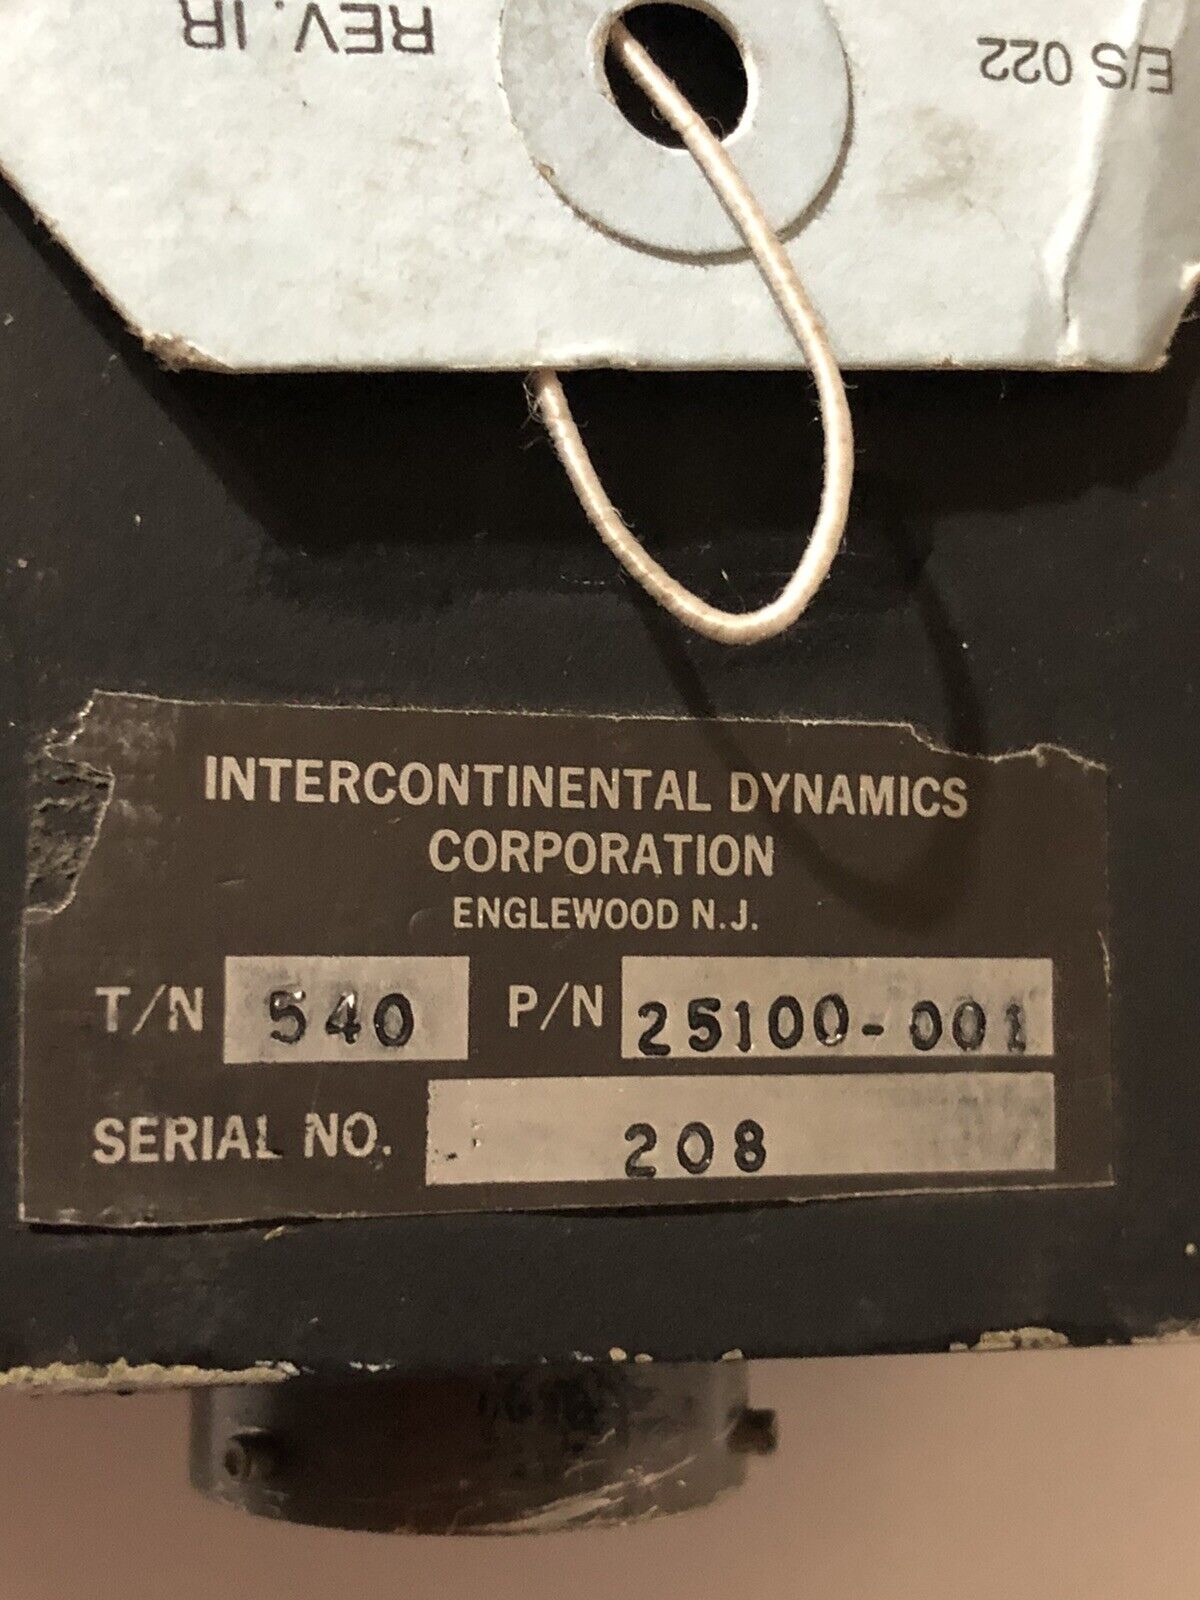 REV. IR
E/S 022
INTERCONTINENTAL DYNAMICS
CORPORATION
ENGLEWOOD N.J.
T/N 540 P/N 25100-001
SERIAL NO. 208